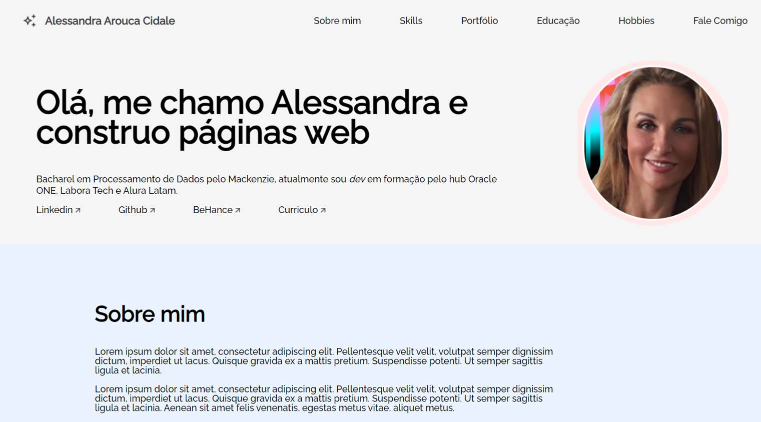 Alessandra Arouca Cidale
Sobre mim Skills Portfólio Educação Hobbies Fale Comigo
Olá, me chamo Alessandra e
construo páginas web
Bacharel em Processamento de Dados pelo Mackenzie, atualmente sou dev em formação pelo hub Oracle
ONE, Labora Tech e Alura Latam.
Linkedin ↗ Github ↗ BeHance ↗ Curriculo ↗
Sobre mim
Lorem ipsum dolor sit amet, consectetur adipiscing elit. Pellentesque velit velit, volutpat semper dignissim
dictum, imperdiet ut lacus. Quisque gravida ex a mattis pretium. Suspendisse potenti. Ut semper sagittis
ligula et lacinia.
Lorem ipsum dolor sit amet, consectetur adipiscing elit. Pellentesque velit velit, volutpat semper dignissim
dictum, imperdiet ut lacus. Quisque gravida ex a mattis pretium. Suspendisse potenti. Ut semper sagittis
ligula et lacinia. Aenean sit amet felis venenatis, egestas metus vitae, aliquet metus.